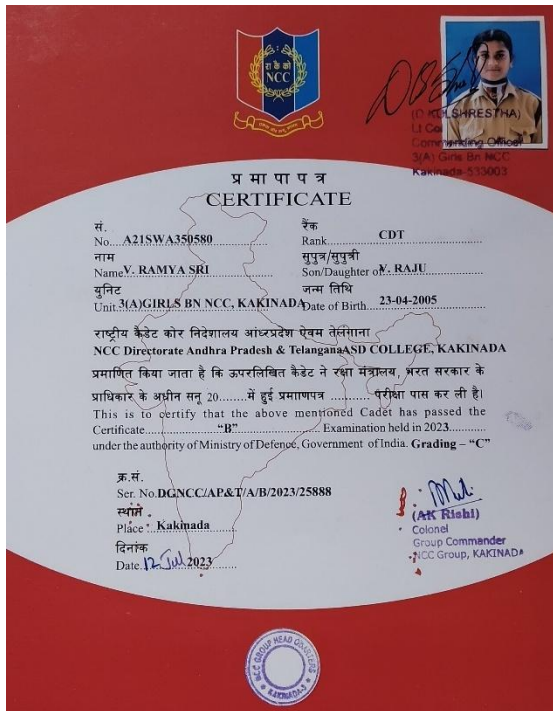 रा कै को
NCC
(D KULSHRESTHA)
Lt Col
Commanding Officer
3(A) Girls Bn NCC
Kakinada-533003
प्रमापापत्र
CERTIFICATE
सं. रैंक
No. A21SWA350580 Rank CDT
नाम सुपुत्र/सुपुत्री
Name V. RAMYA SRI Son/Daughter of V. RAJU
युनिट जन्म तिथि
Unit 3(A)GIRLS BN NCC, KAKINADA Date of Birth 23-04-2005
राष्ट्रीय कैडेट कोर निदेशालय आंध्रप्रदेश ऐवम तेलंगाना
NCC Directorate Andhra Pradesh & Telangana ASD COLLEGE, KAKINADA
प्रमाणित किया जाता है कि ऊपरलिखित कैडेट ने रक्षा मंत्रालय, भरत सरकार के
प्राधिकार के अधीन सनू 20........में हुई प्रमााणपत्र .......... परीक्षा पास कर ली है।
This is to certify that the above mentioned Cadet has passed the
Certificate................“B”................ Examination held in 2023..........
under the authority of Ministry of Defence, Government of India. Grading – “C”
क्र.सं.
Ser. No.DGNCC/AP&T/A/B/2023/25888
स्थान
Place : Kakinada
दिनांक
Date. 12 Jul 2023
(AK Rishi)
Colonel
Group Commander
NCC Group, KAKINADA
NCC GROUP HEAD QUARTERS
KAKINADA-3